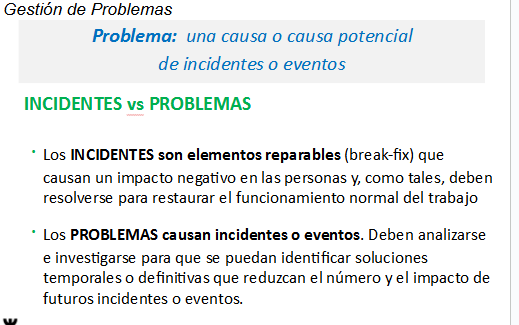 Gestión de Problemas
Problema: una causa o causa potencial
de incidentes o eventos
INCIDENTES vs PROBLEMAS
· Los INCIDENTES son elementos reparables (break-fix) que
causan un impacto negativo en las personas y, como tales, deben
resolverse para restaurar el funcionamiento normal del trabajo
· Los PROBLEMAS causan incidentes o eventos. Deben analizarse
e investigarse para que se puedan identificar soluciones
temporales o definitivas que reduzcan el número y el impacto de
futuros incidentes o eventos.